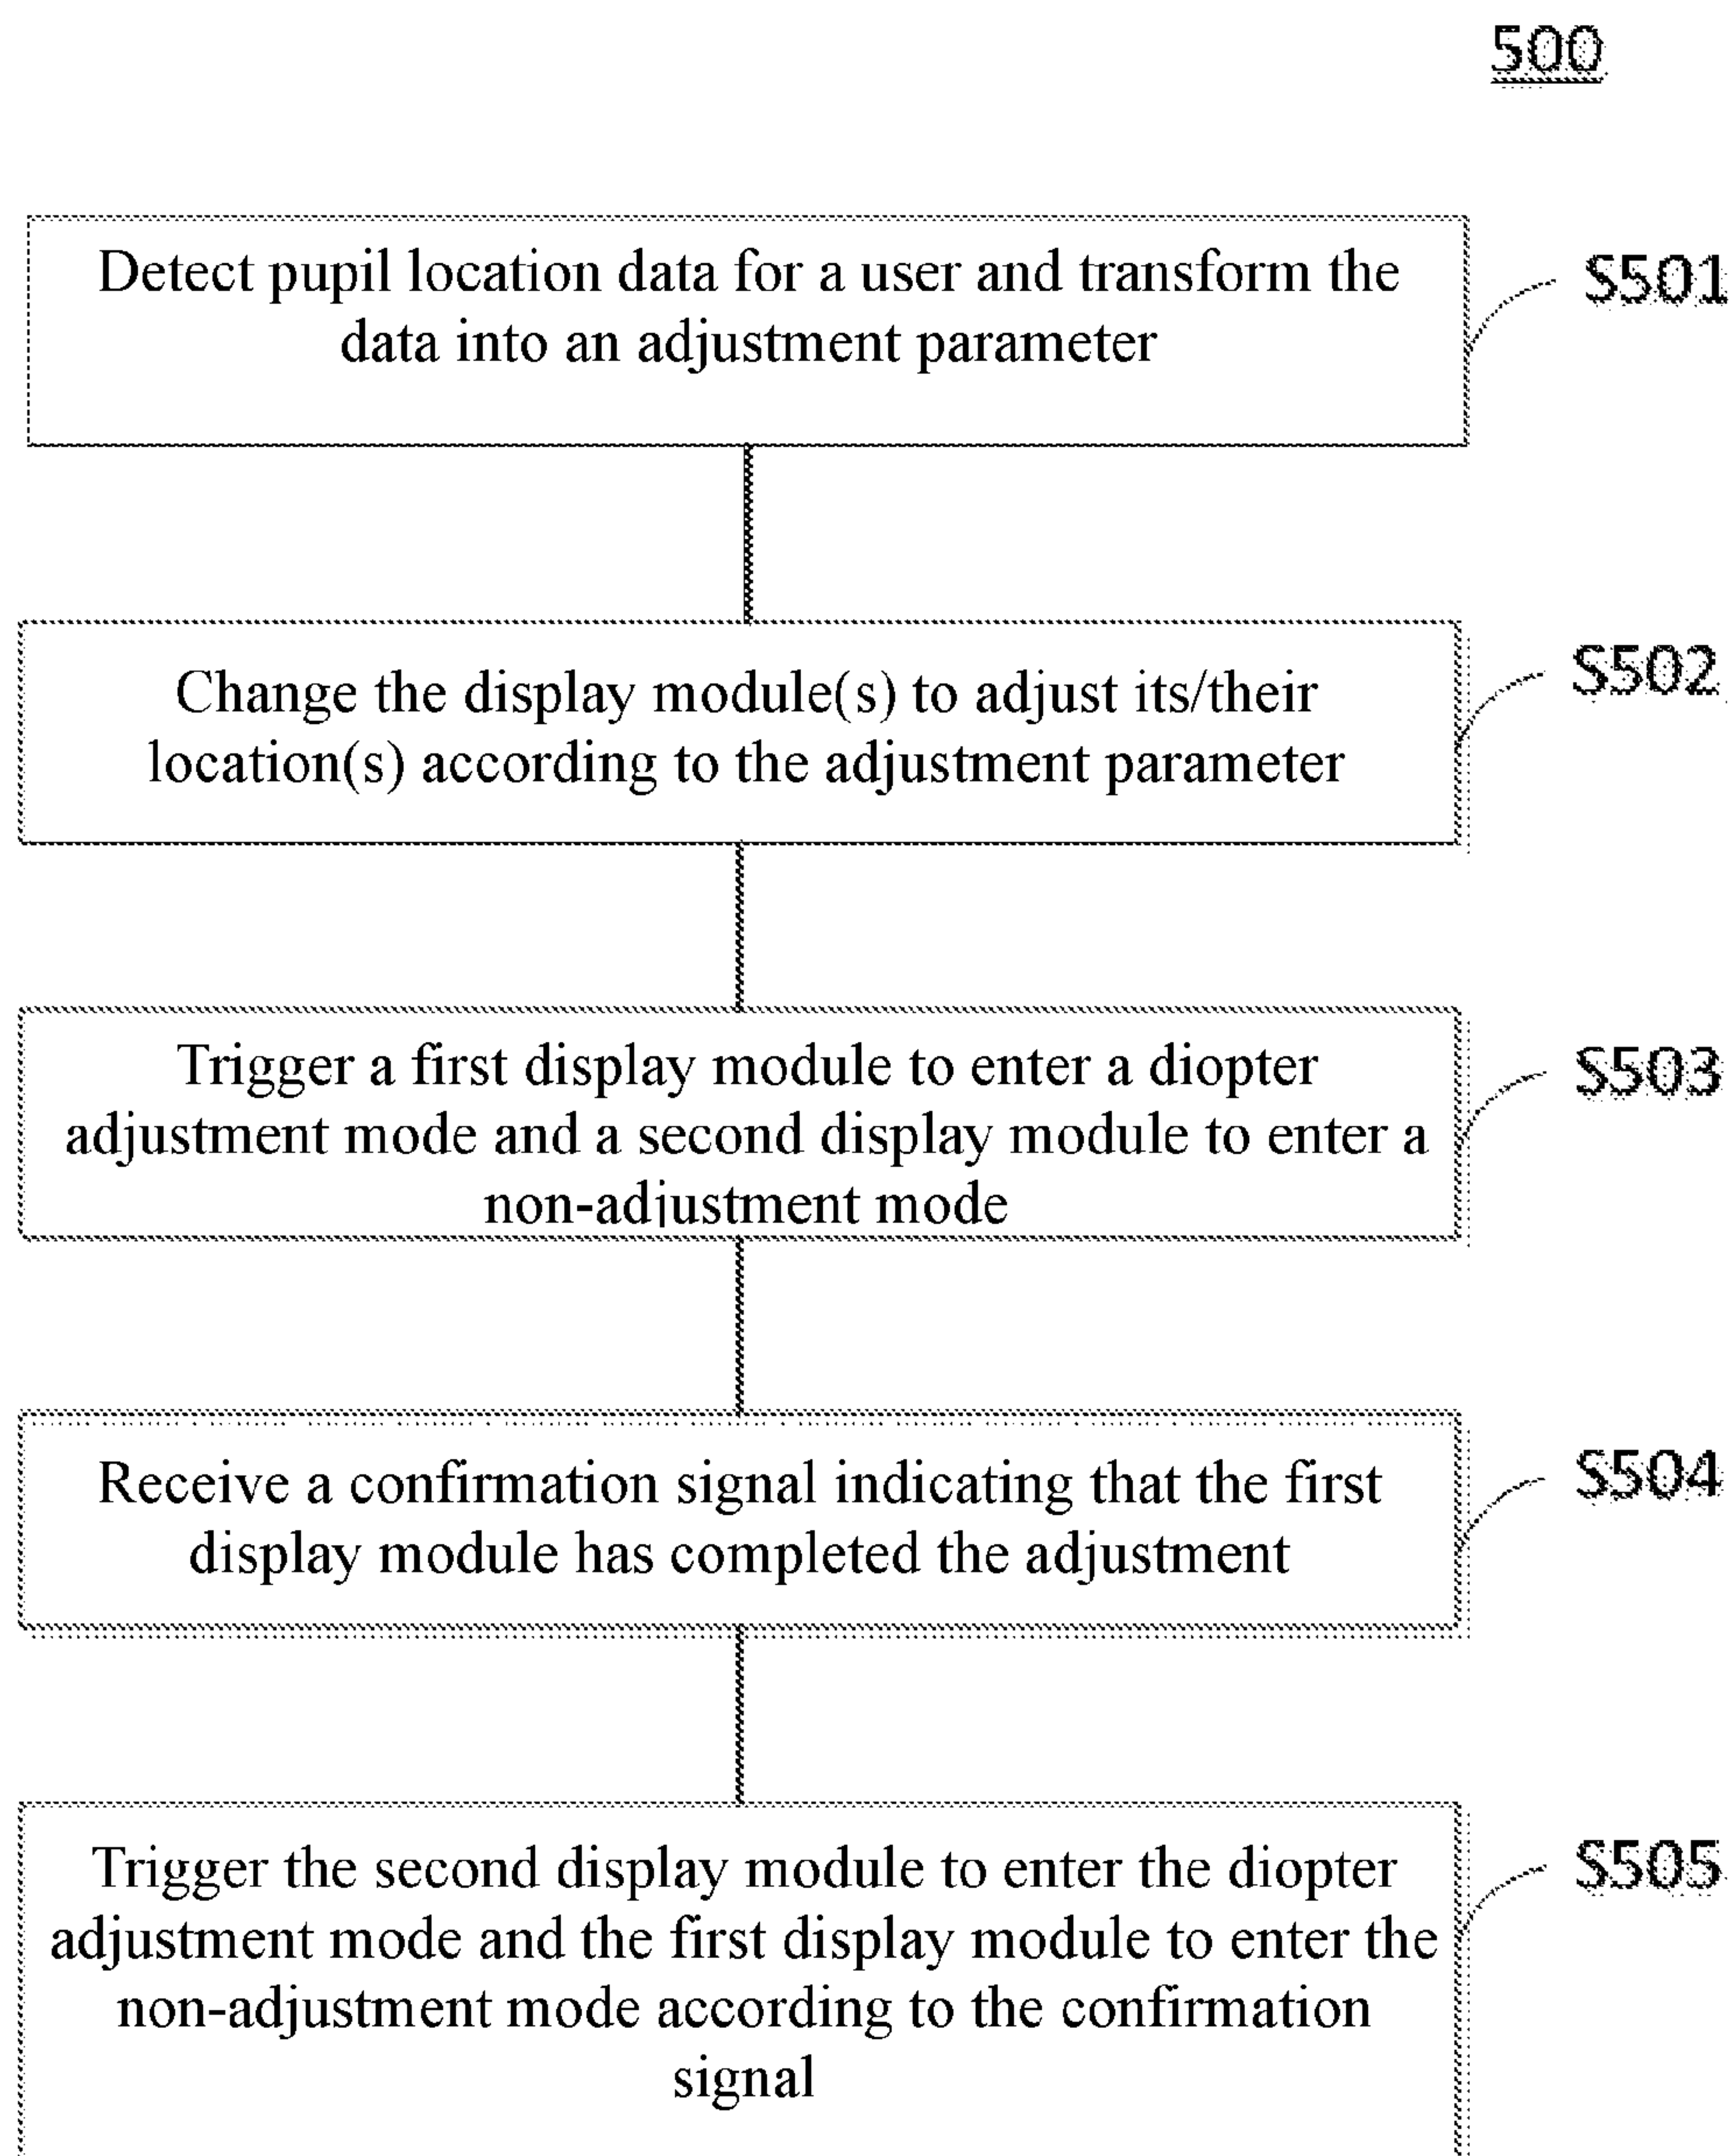 500
Detect pupil location data for a user and transform the
data into an adjustment parameter
S501
Change the display module(s) to adjust its/their
location(s) according to the adjustment parameter
S502
Trigger a first display module to enter a diopter
adjustment mode and a second display module to enter a
non-adjustment mode
S503
Receive a confirmation signal indicating that the first
display module has completed the adjustment
S504
Trigger the second display module to enter the diopter
adjustment mode and the first display module to enter the
non-adjustment mode according to the confirmation
signal
S505